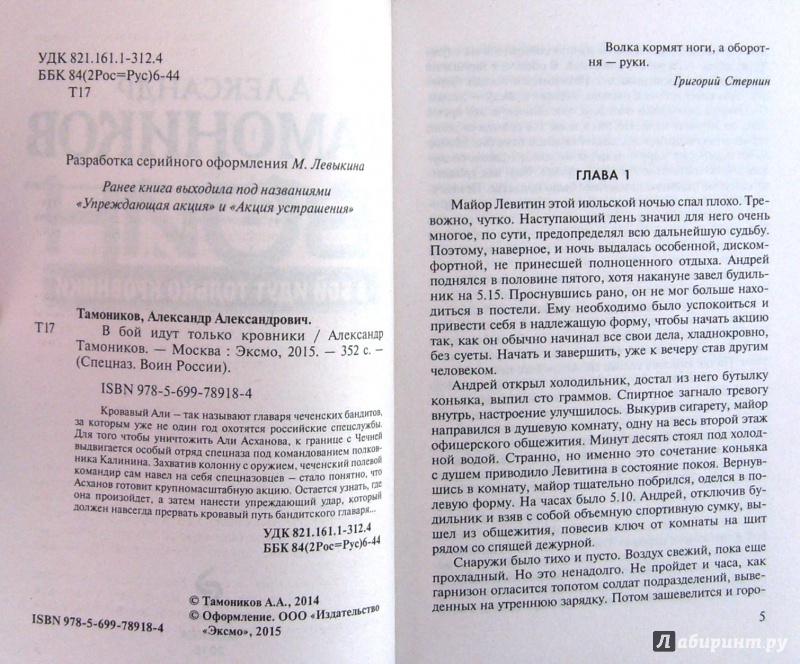 УДК 821.161.1-312.4
ББК 84(2Рос=Рус)6-44
Т17
Разработка серийного оформления М. Левыкина
Ранее книга выходила под названиями
«Упреждающая акция» и «Акция устрашения»
Тамоников, Александр Александрович.
Т17
В бой идут только кровники / Александр
Тамоников. — Москва : Эксмо, 2015. — 352 с. —
(Спецназ. Воин России).
ISBN 978-5-699-78918-4
Кровавый Али — так называют главаря чеченских бандитов,
за которым уже не один год охотятся российские спецслужбы.
Для того чтобы уничтожить Али Асханова, к границе с Чечней
выдвигается особый отряд спецназа под командованием полков-
ника Калинина. Захватив колонну с оружием, чеченский полевой
командир сам навел на себя спецназовцев — стало понятно, что
Асханов готовит крупномасштабную акцию. Остается узнать, где
она произойдет, а затем нанести упреждающий удар, который
должен навсегда прервать кровавый путь бандитского главаря...
УДК 821.161.1-312.4
ББК 84(2Рос=Рус)6-44
© Тамоников А.А., 2014
© Оформление. ООО «Издательство
«Эксмо», 2015
ISBN 978-5-699-78918-4
Волка кормят ноги, а оборот-
ня — руки.
Григорий Стернин
ГЛАВА 1
Майор Левитин этой июльской ночью спал плохо. Тре-
вожно, чутко. Наступающий день значил для него очень
многое, по сути, предопределял всю дальнейшую судьбу.
Поэтому, наверное, и ночь выдалась особенной, диском-
фортной, не принесшей полноценного отдыха. Андрей
поднялся в половине пятого, хотя накануне завел будиль-
ник на 5.15. Проснувшись рано, он не мог больше нахо-
диться в постели. Ему необходимо было успокоиться и
привести себя в надлежащую форму, чтобы начать акцию
так, как он обычно начинал все свои дела, хладнокровно,
без суеты. Начать и завершить, уже к вечеру став другим
человеком.
Андрей открыл холодильник, достал из него бутылку
коньяка, выпил сто граммов. Спиртное загнало тревогу
внутрь, настроение улучшилось. Выкурив сигарету, майор
направился в душевую комнату, одну на весь второй этаж
офицерского общежития. Минут десять стоял под холод-
ной водой. Странно, но именно это сочетание коньяка
с душем приводило Левитина в состояние покоя. Вернув-
шись в комнату, майор тщательно побрился, оделся в по-
левую форму. На часах было 5.10. Андрей, отключив бу-
дильник и взяв с собой объемную спортивную сумку, вы-
шел из общежития, повесив ключ от комнаты на щит
рядом со спящей дежурной.
Снаружи было тихо и пусто. Воздух свежий, пока еще
прохладный. Но это ненадолго. Не пройдет и часа, как
гарнизон огласится топотом солдат подразделений, выве-
денных на утреннюю зарядку. Потом зашевелится и горо-
5
Лабиринт.ру